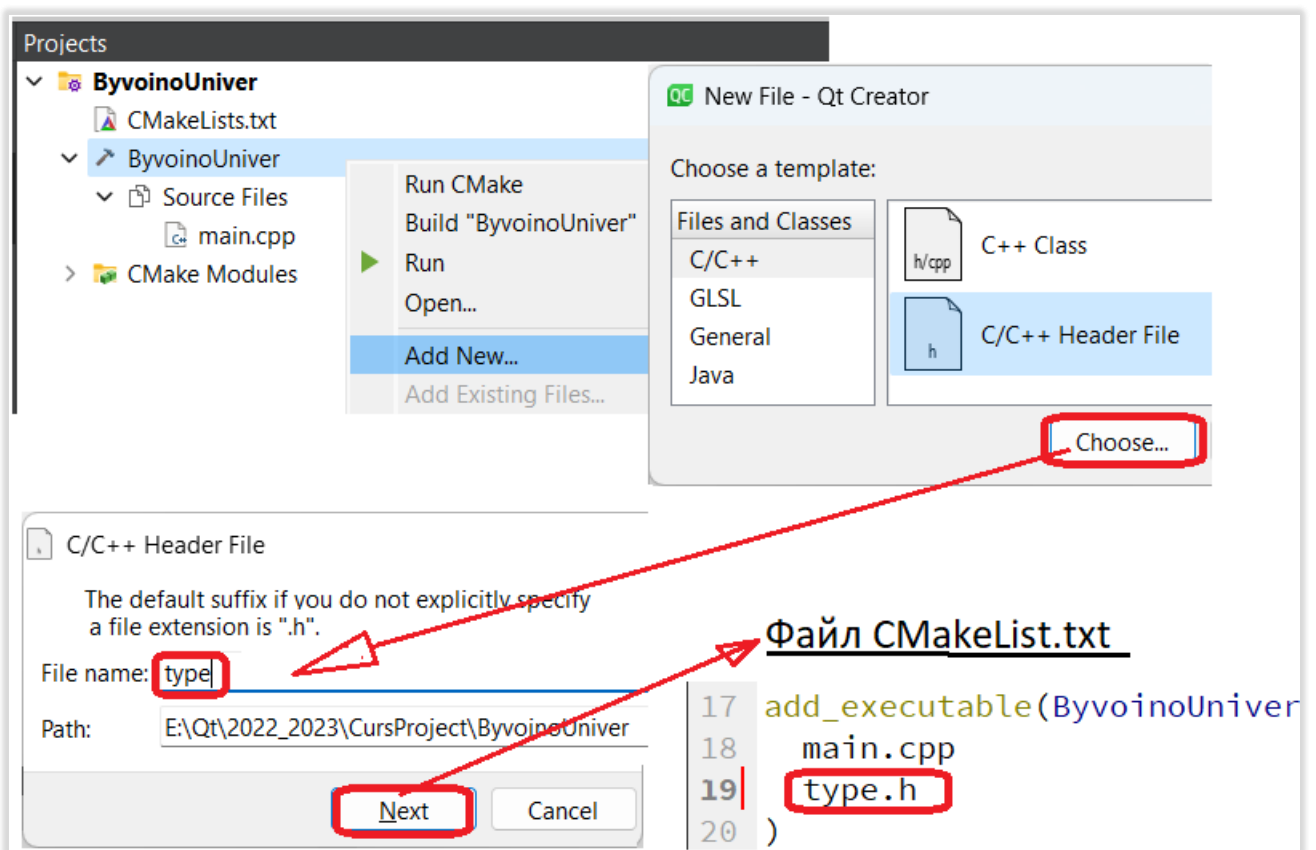 Projects
ByvoinoUniver
CMakeLists.txt
ByvoinoUniver
Source Files
main.cpp
CMake Modules
Run CMake
Build "ByvoinoUniver"
Run
Open...
Add New...
Add Existing Files...
QC New File - Qt Creator
Choose a template:
Files and Classes
C/C++
GLSL
General
Java
h/cpp C++ Class
h C/C++ Header File
Choose...
C/C++ Header File
The default suffix if you do not explicitly specify
a file extension is ".h".
File name: type
Path: E:\Qt\2022_2023\CursProject\ByvoinoUniver
Next Cancel
Файл CMakeList.txt
17 add_executable(ByvoinoUniver
18 main.cpp
19 type.h
20 )